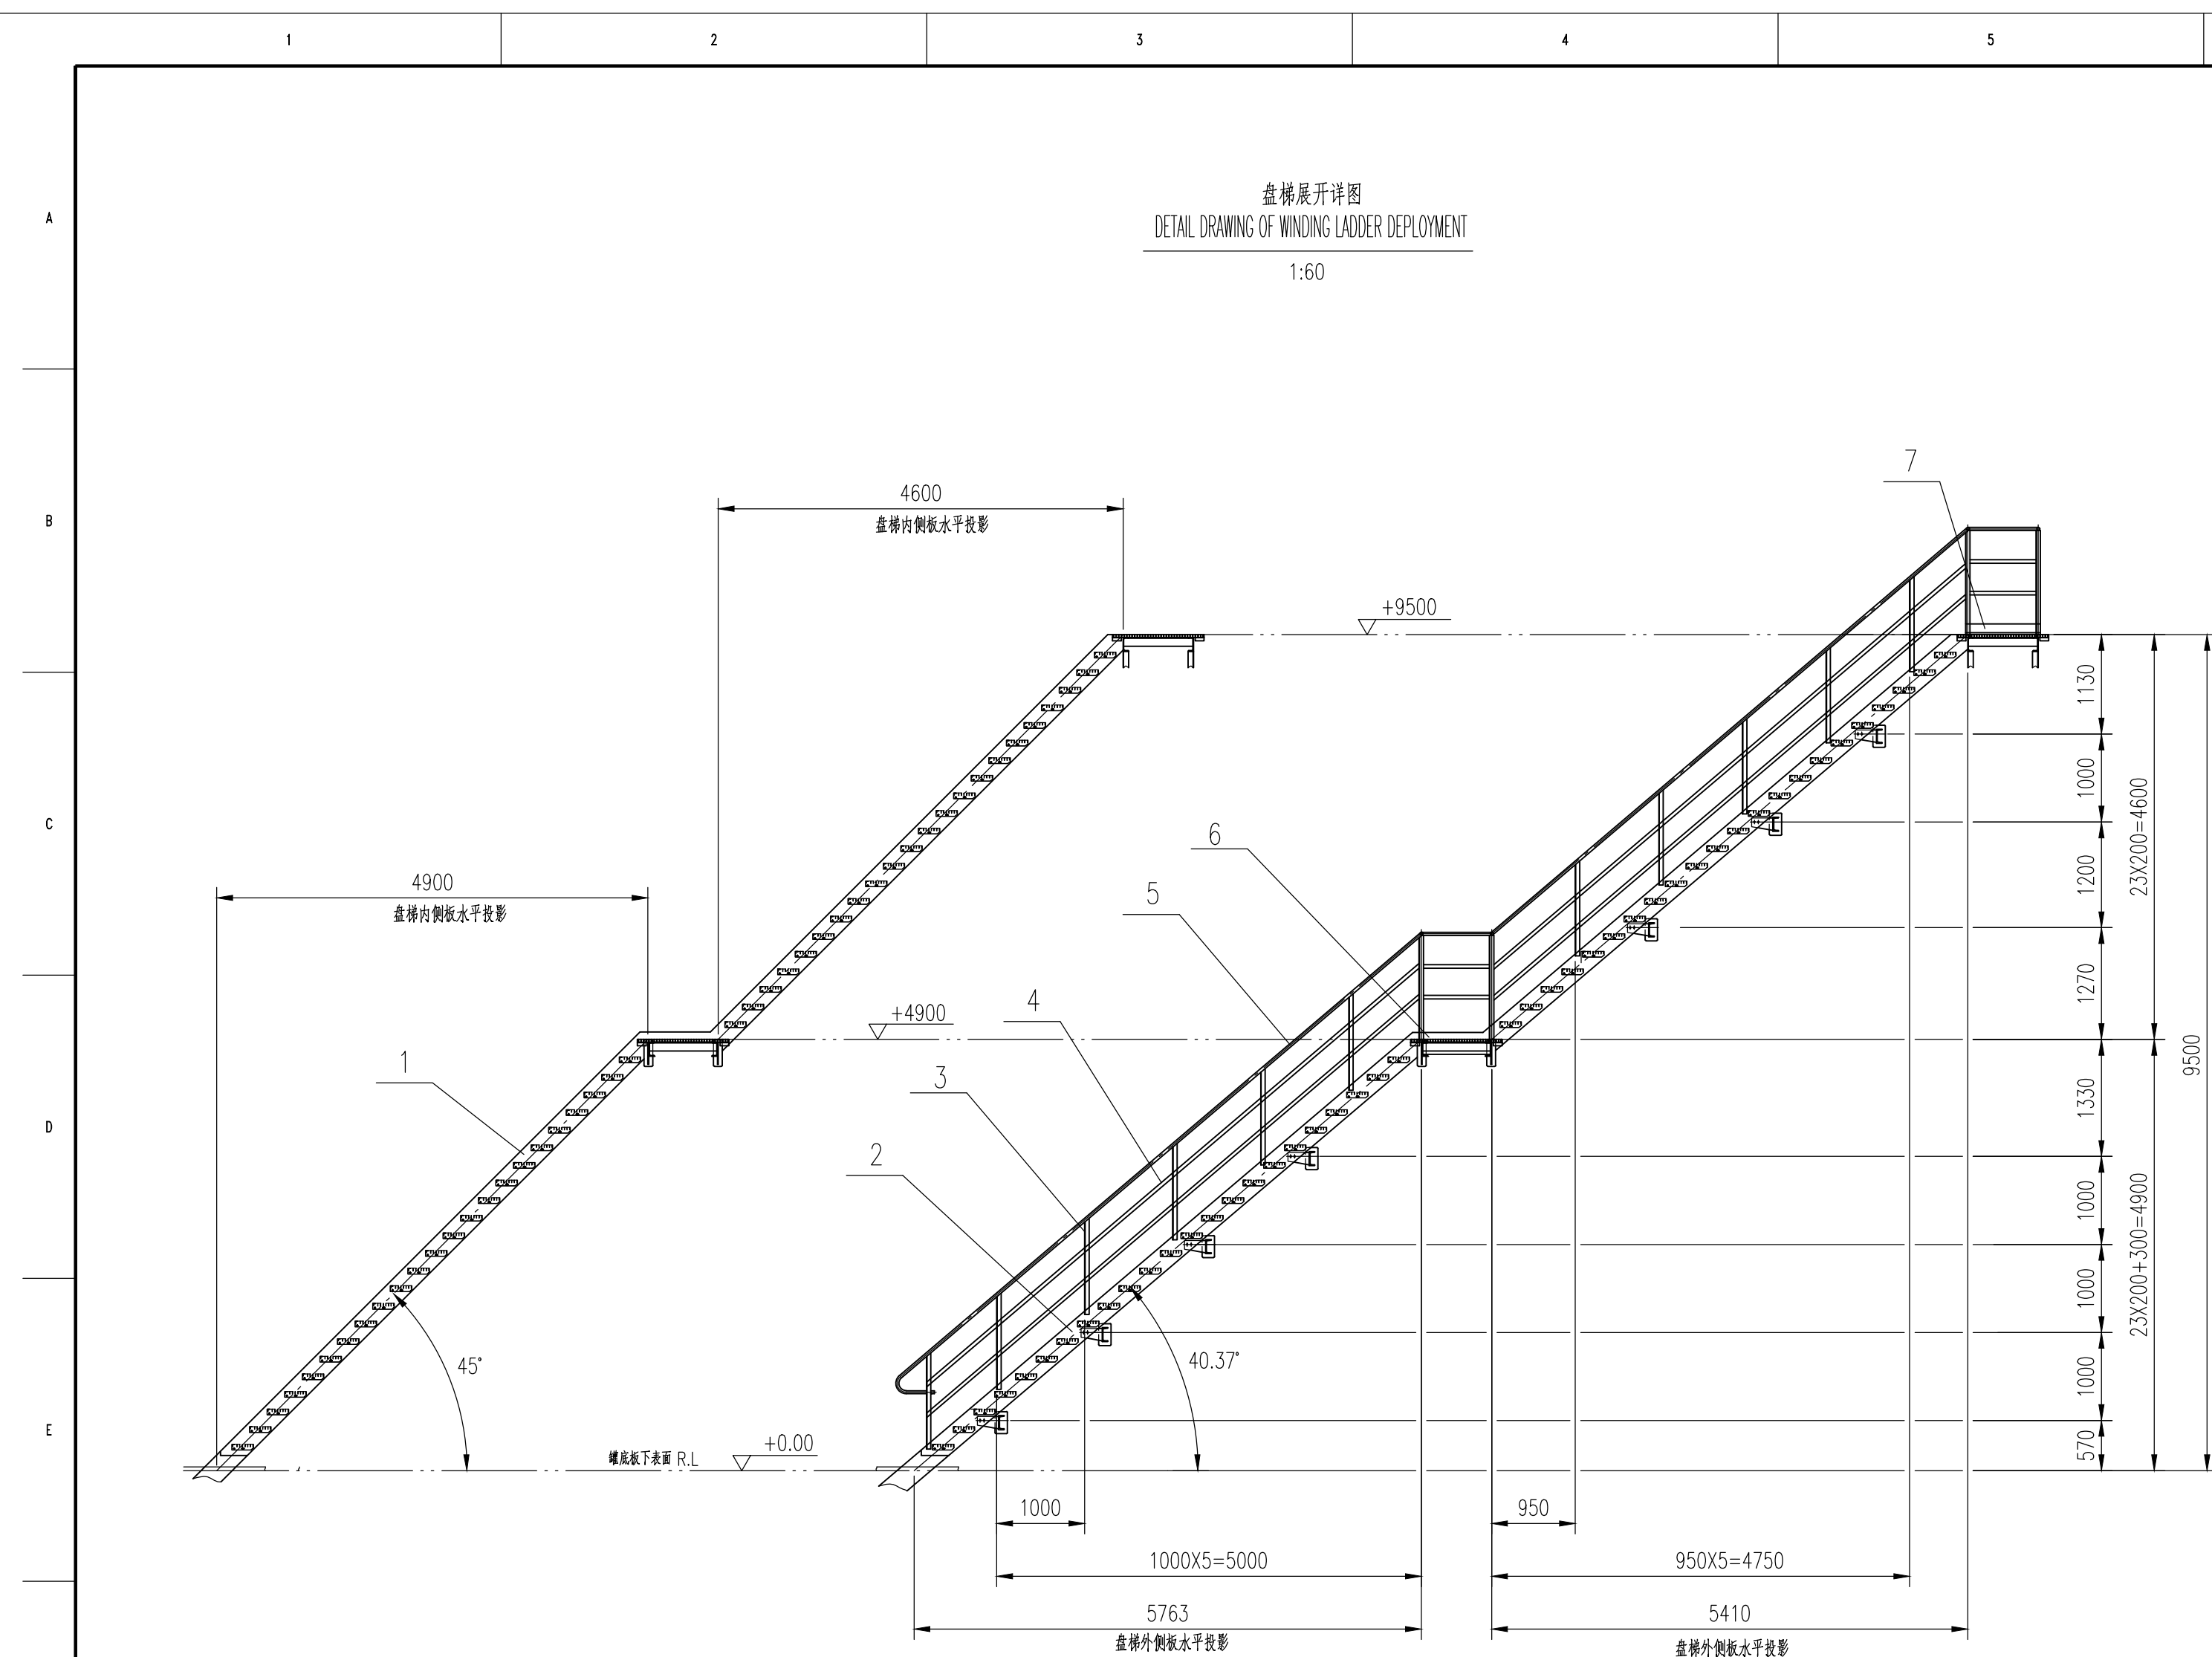 1
2
3
4
5
A
B
C
D
E
盘梯展开详图
DETAIL DRAWING OF WINDING LADDER DEPLOYMENT
1:60
7
4600
盘梯内侧板水平投影
+9500
1130
1000
23X200=4600
6
4900
盘梯内侧板水平投影
5
1200
4
+4900
1270
9500
1
3
1330
2
1000
23X200+300=4900
1000
45°
40.37°
1000
罐底板下表面 R.L
+0.00
570
1000
950
1000X5=5000
950X5=4750
5763
盘梯外侧板水平投影
5410
盘梯外侧板水平投影